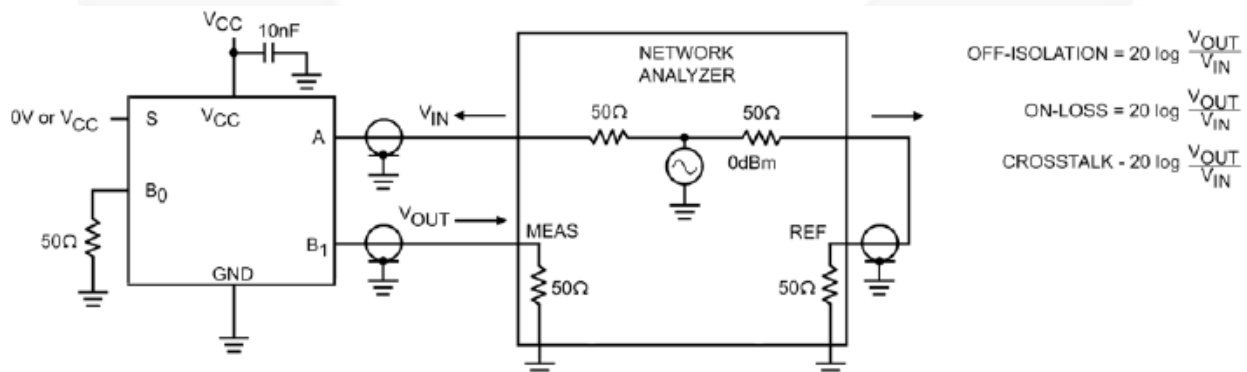 VCC
10nF
0V or VCC
S
VCC
A
B0
50Ω
B1
GND
VIN
VOUT
NETWORK
ANALYZER
50Ω
50Ω
0dBm
MEAS
REF
50Ω
50Ω
OFF-ISOLATION = 20 log VOUT/VIN
ON-LOSS = 20 log VOUT/VIN
CROSSTALK - 20 log VOUT/VIN